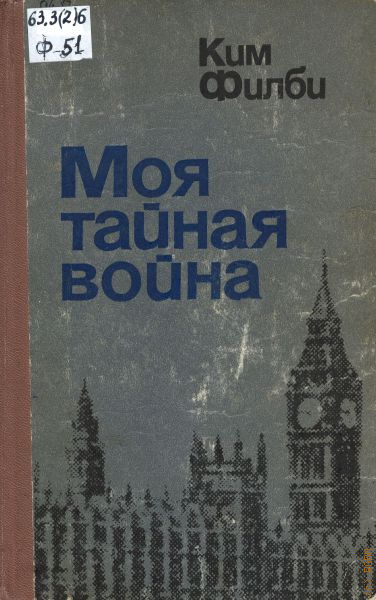 63.3(2)6
Ф-51
Ким
Филби
Моя
тайная
война